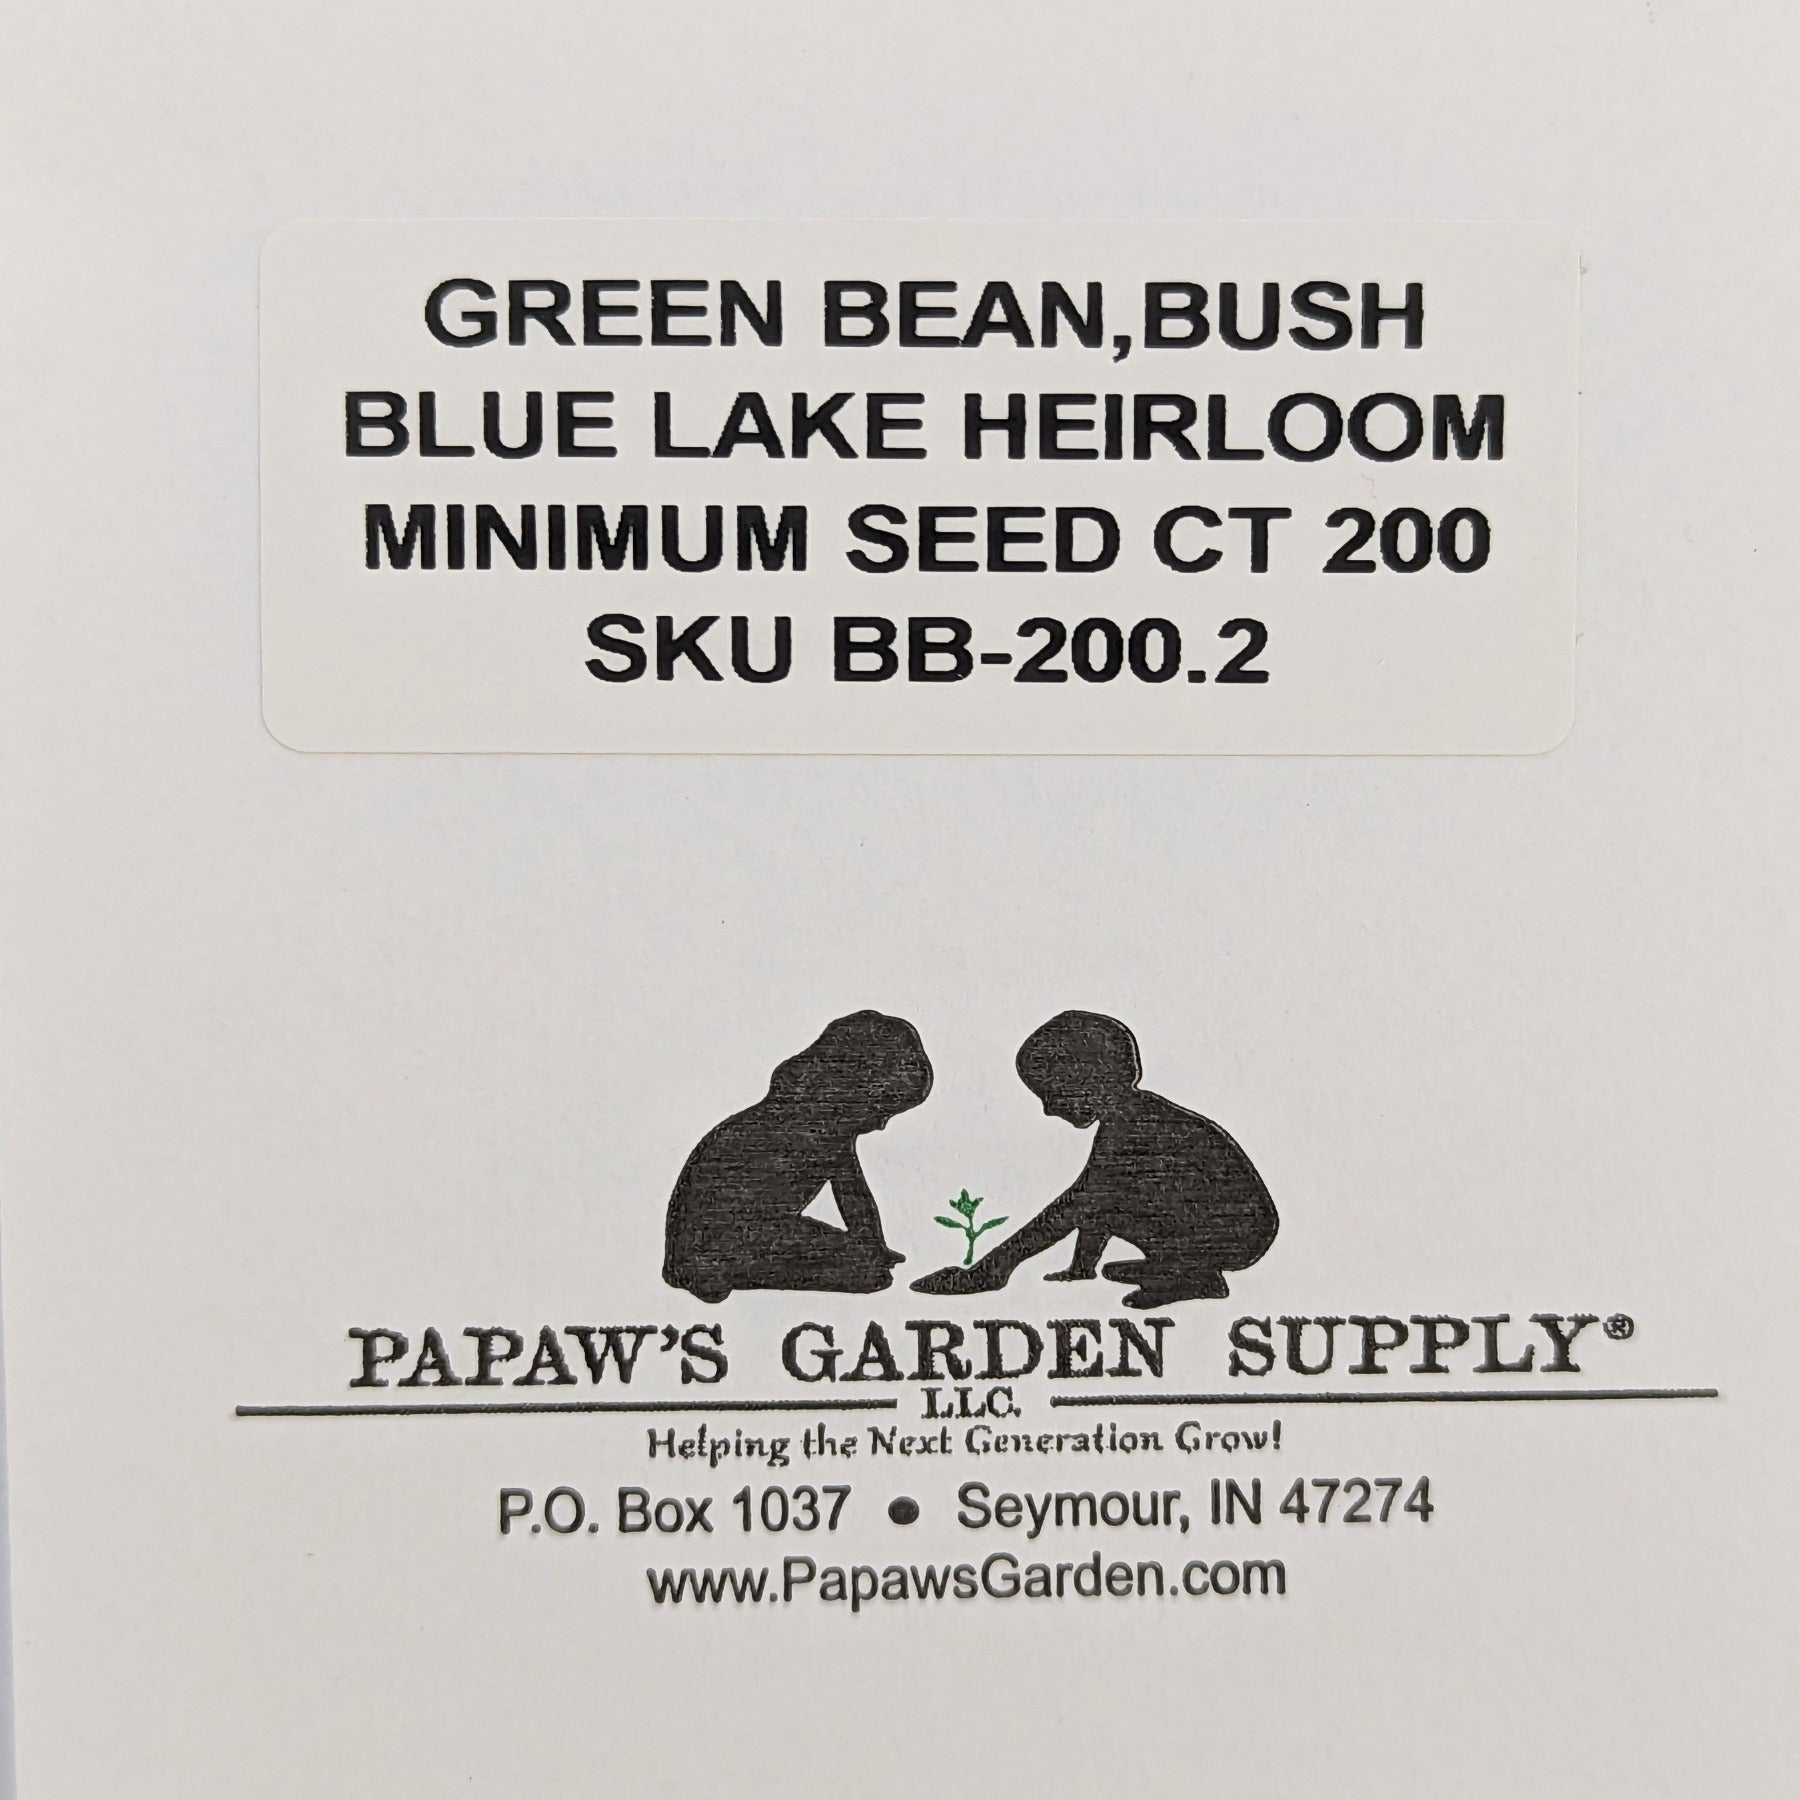 GREEN BEAN,BUSH
BLUE LAKE HEIRLOOM
MINIMUM SEED CT 200
SKU BB-200.2
PAPAW'S GARDEN SUPPLY®
LLC.
Helping the Next Generation Grow!
P.O. Box 1037 • Seymour, IN 47274
www.PapawsGarden.com